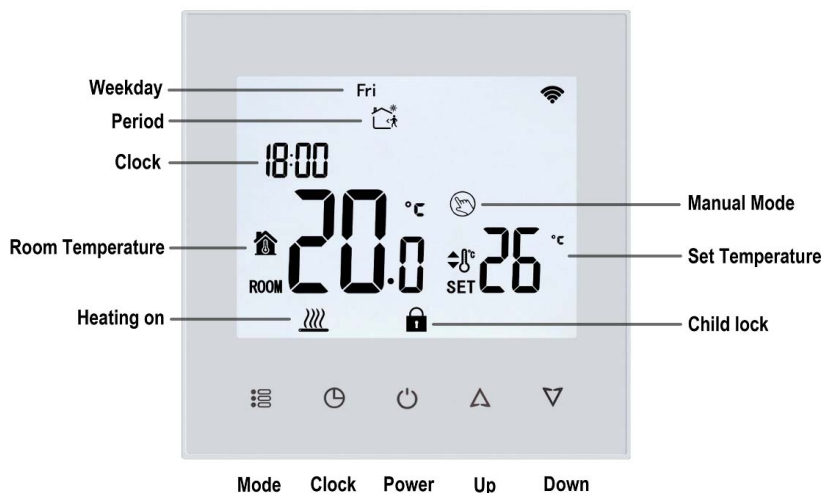 Weekday
Fri
Period
Clock
18:00
Manual Mode
Room Temperature
ROOM
20.0 °C
SET
26 °C
Set Temperature
Heating on
Child lock
Mode Clock Power Up Down